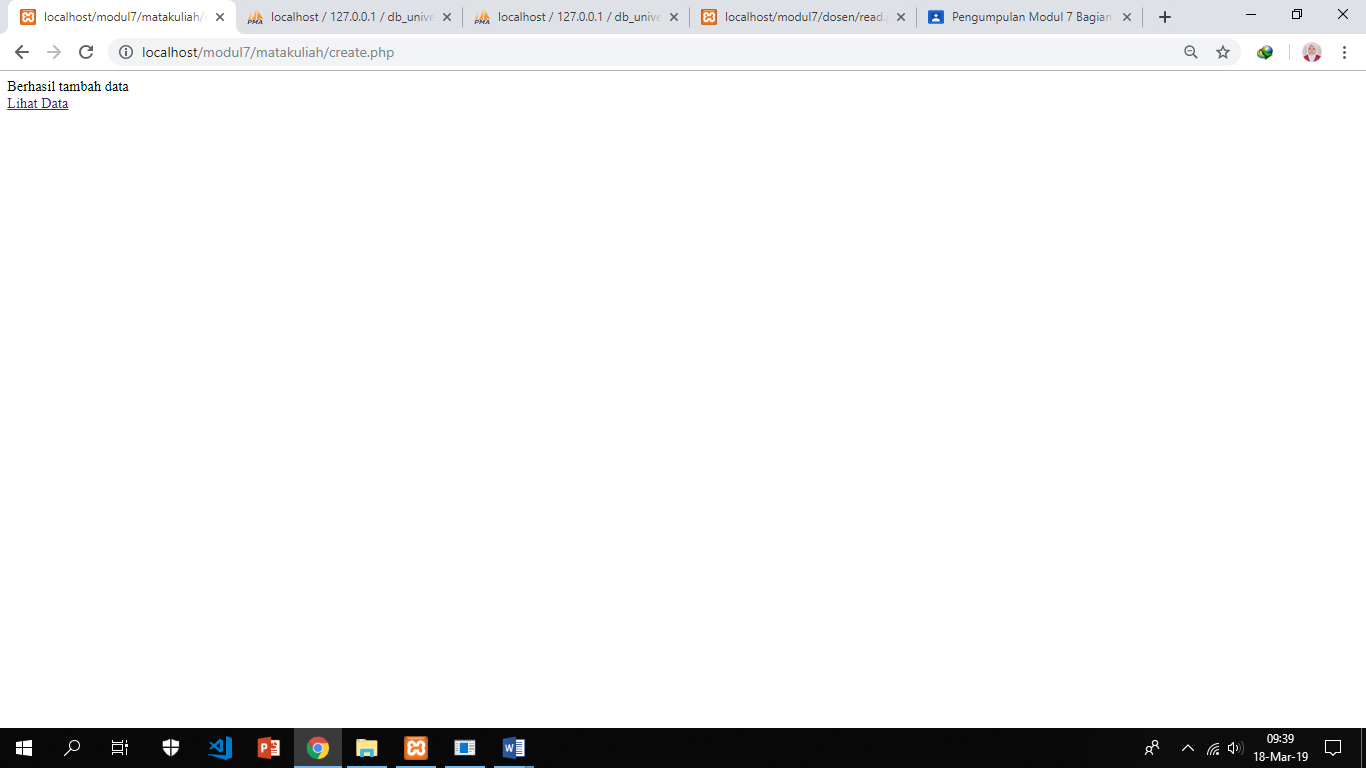 localhost/modul7/matakuliah/
localhost / 127.0.0.1 / db_unive
localhost / 127.0.0.1 / db_unive
localhost/modul7/dosen/read.
Pengumpulan Modul 7 Bagian
localhost/modul7/matakuliah/create.php
Berhasil tambah data
Lihat Data
09:39
18-Mar-19